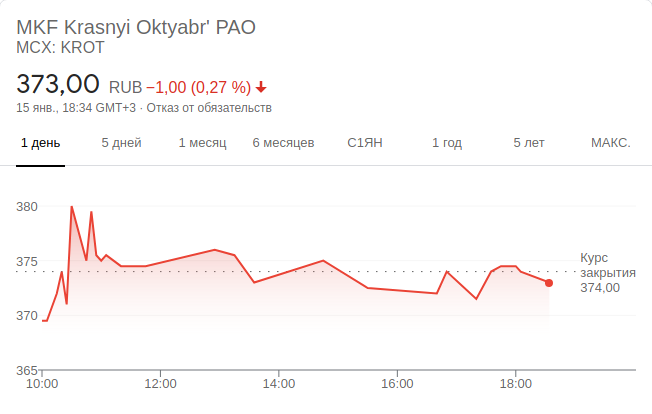 MKF Krasnyi Oktyabr' PAO
MCX: KROT
373,00 RUB −1,00 (0,27 %)
15 янв., 18:34 GMT+3 · Отказ от обязательств
1 день 5 дней 1 месяц 6 месяцев С1ЯН 1 год 5 лет МАКС.
380
375
370
365
Курс
закрытия
374,00
10:00 12:00 14:00 16:00 18:00